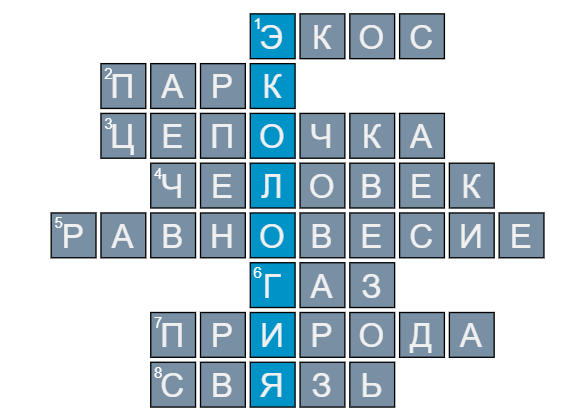 1ЭКОС
2ПАРК
3ЦЕПОЧКА
4ЧЕЛОВЕК
5РАВНОВЕСИЕ
6ГАЗ
7ПРИРОДА
8СВЯЗЬ